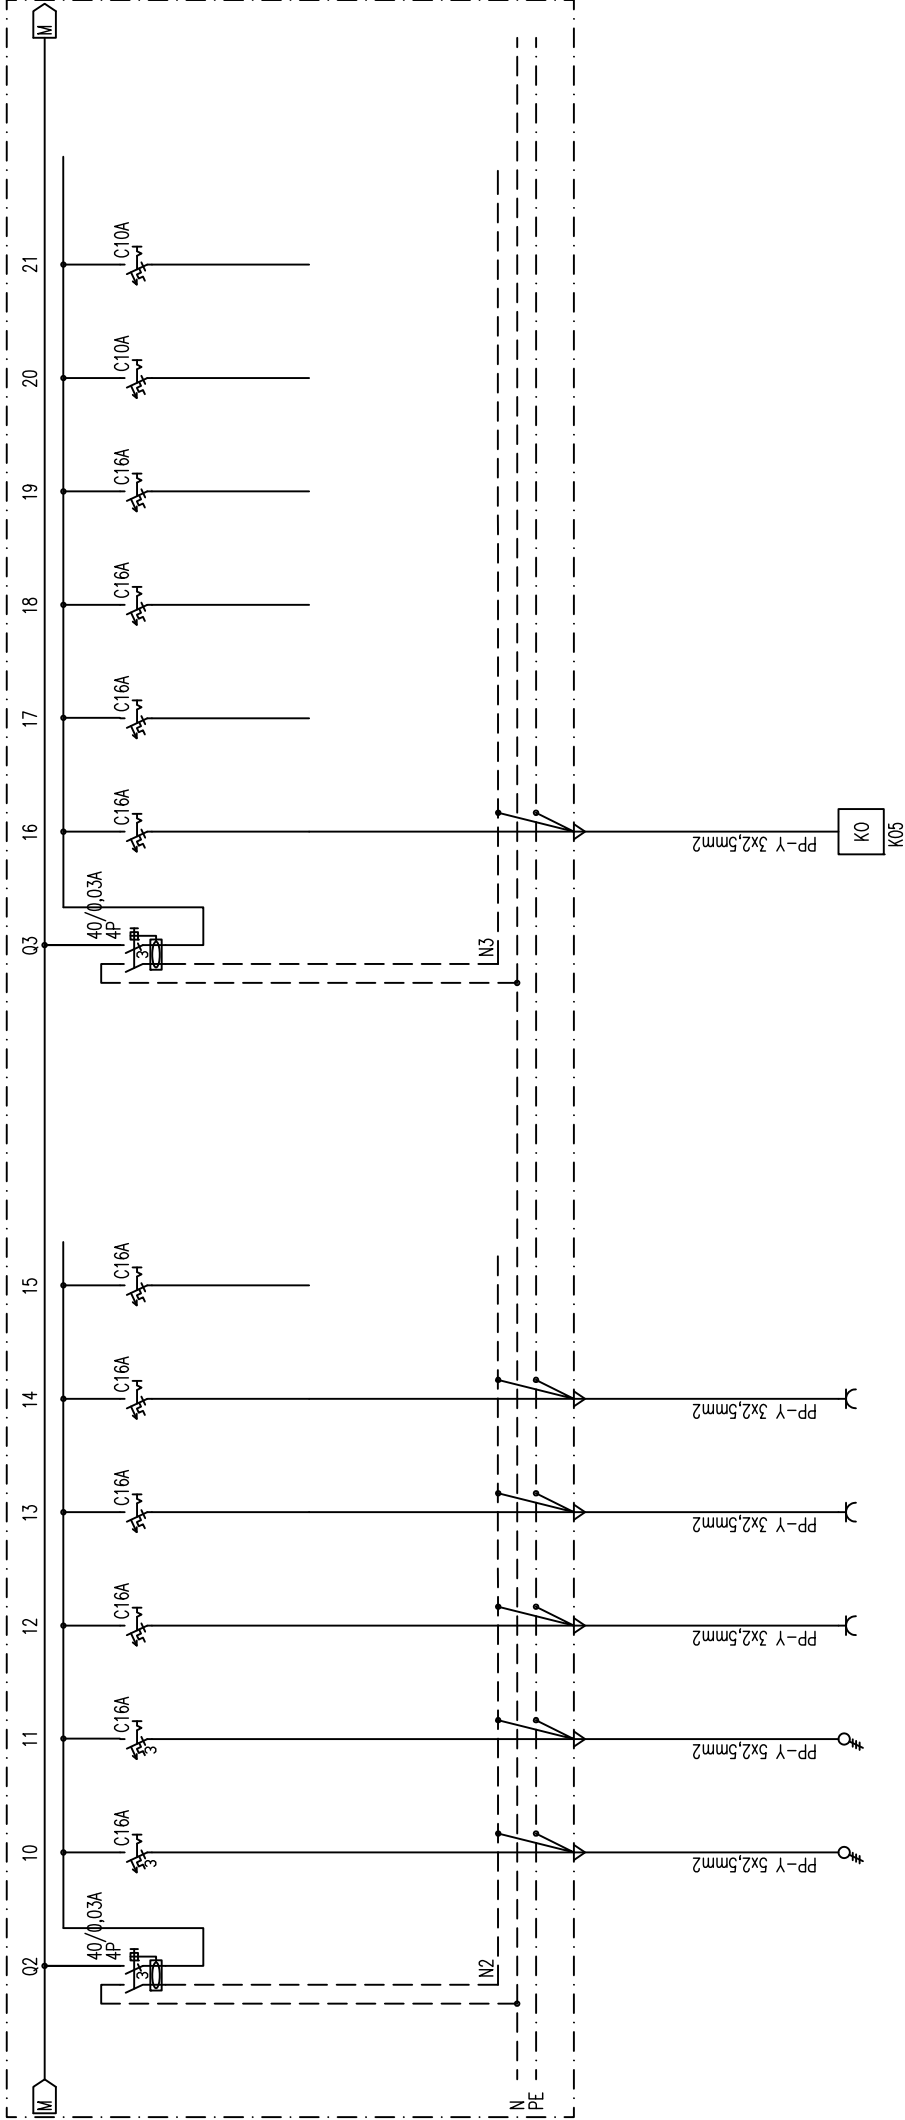 M
Q2
40/0,03A
4P
3
N2
10
C16A
3
PP-Y 5x2,5mm2
11
C16A
3
PP-Y 5x2,5mm2
12
C16A
PP-Y 3x2,5mm2
13
C16A
PP-Y 3x2,5mm2
14
C16A
PP-Y 3x2,5mm2
15
C16A
Q3
40/0,03A
4P
3
N3
16
C16A
PP-Y 3x2,5mm2
KO
K05
17
C16A
18
C16A
19
C16A
20
C10A
21
C10A
M
N
PE